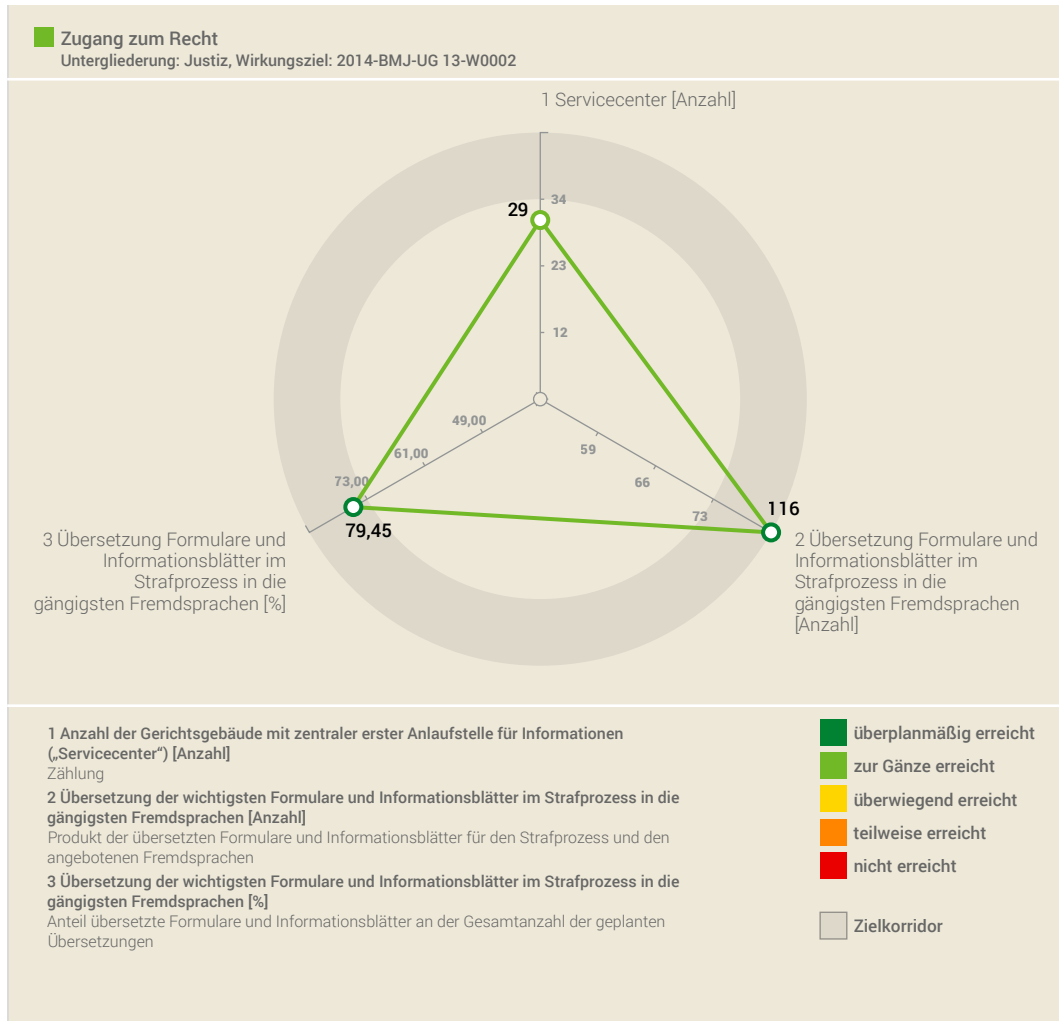 Zugang zum Recht
Untergliederung: Justiz, Wirkungsziel: 2014-BMJ-UG 13-W0002
1 Servicecenter [Anzahl]
34
29
23
12
49,00
59
61,00
66
73,00
73
116
79,45
3 Übersetzung Formulare und
Informationsblätter im
Strafprozess in die
gängigsten Fremdsprachen [%]
2 Übersetzung Formulare und
Informationsblätter im
Strafprozess in die
gängigsten Fremdsprachen
[Anzahl]
1 Anzahl der Gerichtsgebäude mit zentraler erster Anlaufstelle für Informationen
(„Servicecenter“) [Anzahl]
Zählung
2 Übersetzung der wichtigsten Formulare und Informationsblätter im Strafprozess in die
gängigsten Fremdsprachen [Anzahl]
Produkt der übersetzten Formulare und Informationsblätter für den Strafprozess und den
angebotenen Fremdsprachen
3 Übersetzung der wichtigsten Formulare und Informationsblätter im Strafprozess in die
gängigsten Fremdsprachen [%]
Anteil übersetzte Formulare und Informationsblätter an der Gesamtanzahl der geplanten
Übersetzungen
überplanmäßig erreicht
zur Gänze erreicht
überwiegend erreicht
teilweise erreicht
nicht erreicht
Zielkorridor